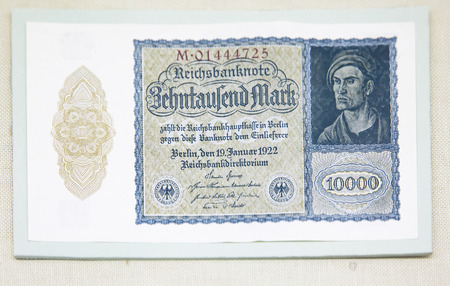 M·01444725
Reichsbanknote
Zehntausend Mark
zahlt die Reichsbankhauptkasse in Berlin
gegen diese Banknote dem Einlieferer
Berlin, den 19. Januar 1922
Reichsbankdirektorium
10000